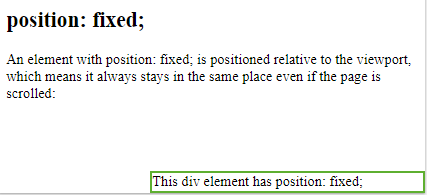 position: fixed;
An element with position: fixed; is positioned relative to the viewport,
which means it always stays in the same place even if the page is
scrolled:
This div element has position: fixed;